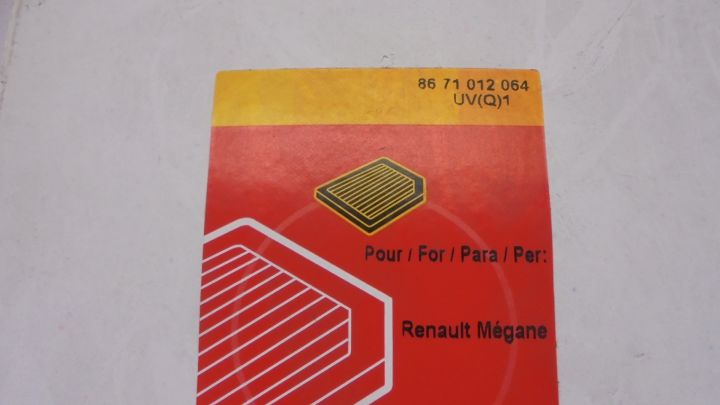 86 71 012 064
UV(Q)1
Pour / For / Para / Per:
Renault Mégane